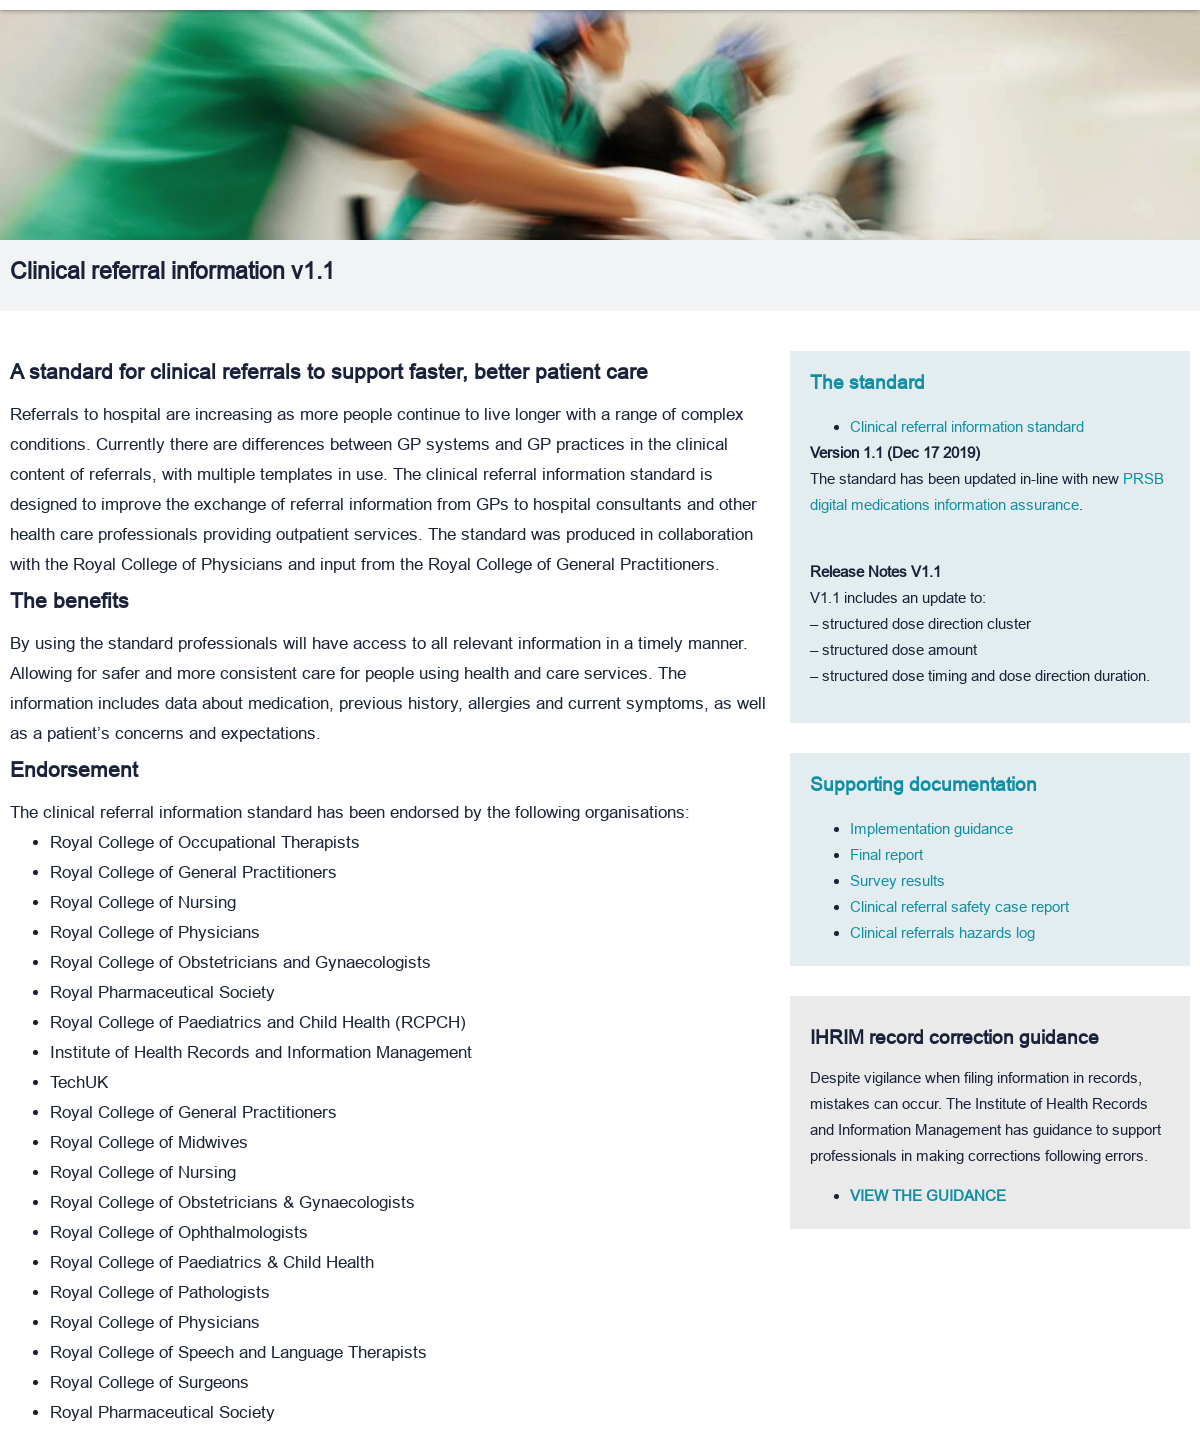 Clinical referral information v1.1
A standard for clinical referrals to support faster, better patient care
Referrals to hospital are increasing as more people continue to live longer with a range of complex
conditions. Currently there are differences between GP systems and GP practices in the clinical
content of referrals, with multiple templates in use. The clinical referral information standard is
designed to improve the exchange of referral information from GPs to hospital consultants and other
health care professionals providing outpatient services. The standard was produced in collaboration
with the Royal College of Physicians and input from the Royal College of General Practitioners.
The benefits
By using the standard professionals will have access to all relevant information in a timely manner.
Allowing for safer and more consistent care for people using health and care services. The
information includes data about medication, previous history, allergies and current symptoms, as well
as a patient’s concerns and expectations.
Endorsement
The clinical referral information standard has been endorsed by the following organisations:
• Royal College of Occupational Therapists
• Royal College of General Practitioners
• Royal College of Nursing
• Royal College of Physicians
• Royal College of Obstetricians and Gynaecologists
• Royal Pharmaceutical Society
• Royal College of Paediatrics and Child Health (RCPCH)
• Institute of Health Records and Information Management
• TechUK
• Royal College of General Practitioners
• Royal College of Midwives
• Royal College of Nursing
• Royal College of Obstetricians & Gynaecologists
• Royal College of Ophthalmologists
• Royal College of Paediatrics & Child Health
• Royal College of Pathologists
• Royal College of Physicians
• Royal College of Speech and Language Therapists
• Royal College of Surgeons
• Royal Pharmaceutical Society
The standard
• Clinical referral information standard
Version 1.1 (Dec 17 2019)
The standard has been updated in-line with new PRSB
digital medications information assurance.
Release Notes V1.1
V1.1 includes an update to:
– structured dose direction cluster
– structured dose amount
– structured dose timing and dose direction duration.
Supporting documentation
• Implementation guidance
• Final report
• Survey results
• Clinical referral safety case report
• Clinical referrals hazards log
IHRIM record correction guidance
Despite vigilance when filing information in records,
mistakes can occur. The Institute of Health Records
and Information Management has guidance to support
professionals in making corrections following errors.
• VIEW THE GUIDANCE